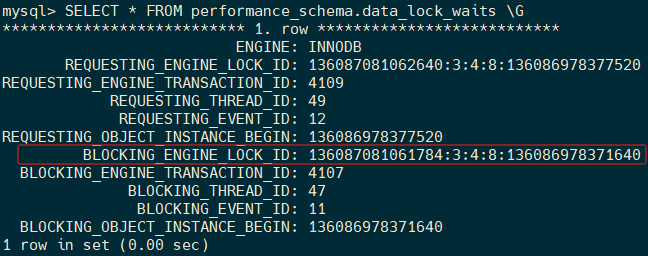 mysql> SELECT * FROM performance_schema.data_lock_waits \G
*************************** 1. row ***************************
ENGINE: INNODB
REQUESTING_ENGINE_LOCK_ID: 136087081062640:3:4:8:136086978377520
REQUESTING_ENGINE_TRANSACTION_ID: 4109
REQUESTING_THREAD_ID: 49
REQUESTING_EVENT_ID: 12
REQUESTING_OBJECT_INSTANCE_BEGIN: 136086978377520
BLOCKING_ENGINE_LOCK_ID: 136087081061784:3:4:8:136086978371640
BLOCKING_ENGINE_TRANSACTION_ID: 4107
BLOCKING_THREAD_ID: 47
BLOCKING_EVENT_ID: 11
BLOCKING_OBJECT_INSTANCE_BEGIN: 136086978371640
1 row in set (0.00 sec)